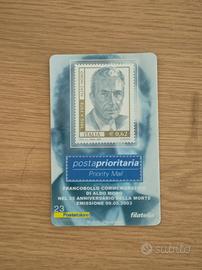 ITALIA € 0,62
postaprioritaria
Priority Mail
FRANCOBOLLO COMMEMORATIVO
DI ALDO MORO
NEL 25 ANNIVERSARIO DELLA MORTE
EMISSIONE 09.05.2003
23
Posteitaliane
filatelia
subito